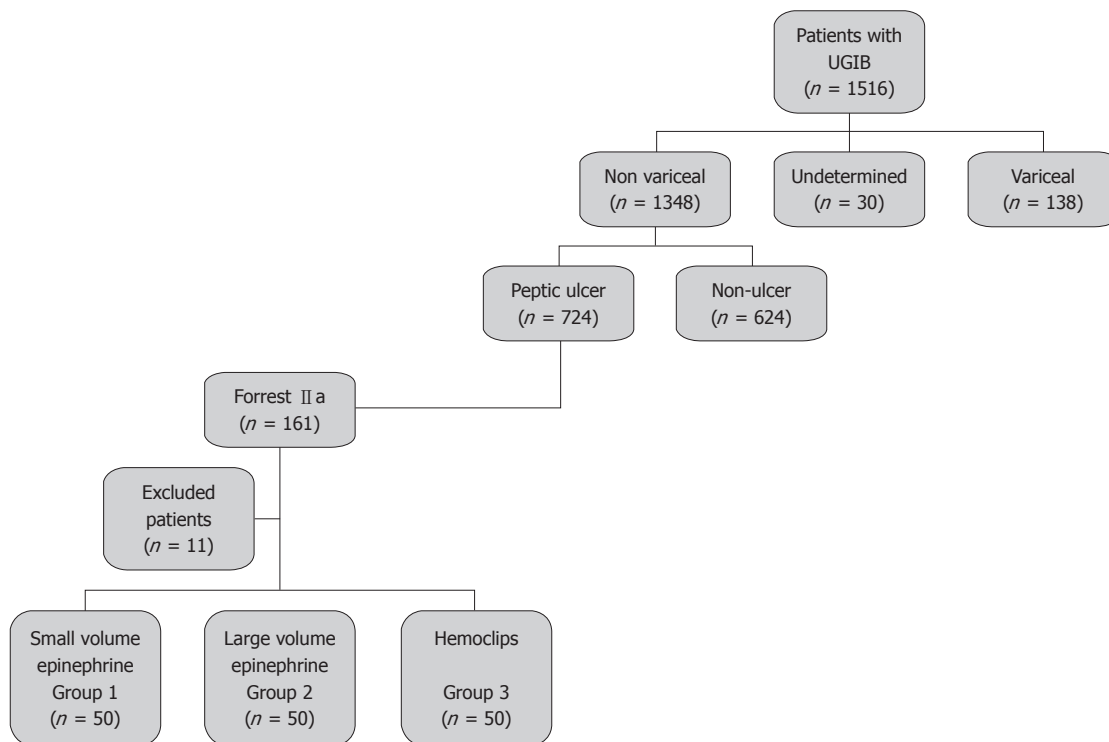 Patients with
UGIB
(n = 1516)
Non variceal
(n = 1348)
Undetermined
(n = 30)
Variceal
(n = 138)
Peptic ulcer
(n = 724)
Non-ulcer
(n = 624)
Forrest Ⅱa
(n = 161)
Excluded
patients
(n = 11)
Small volume
epinephrine
Group 1
(n = 50)
Large volume
epinephrine
Group 2
(n = 50)
Hemoclips
Group 3
(n = 50)